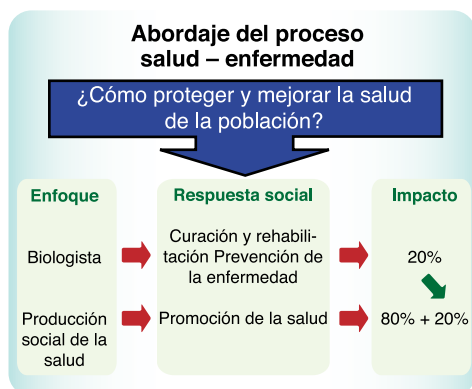 Abordaje del proceso
salud – enfermedad
¿Cómo proteger y mejorar la salud
de la población?
Enfoque
Respuesta social
Impacto
Biologista
Curación y rehabili-
tación Prevención de
la enfermedad
20%
Producción
social de la
salud
Promoción de la salud
80% + 20%